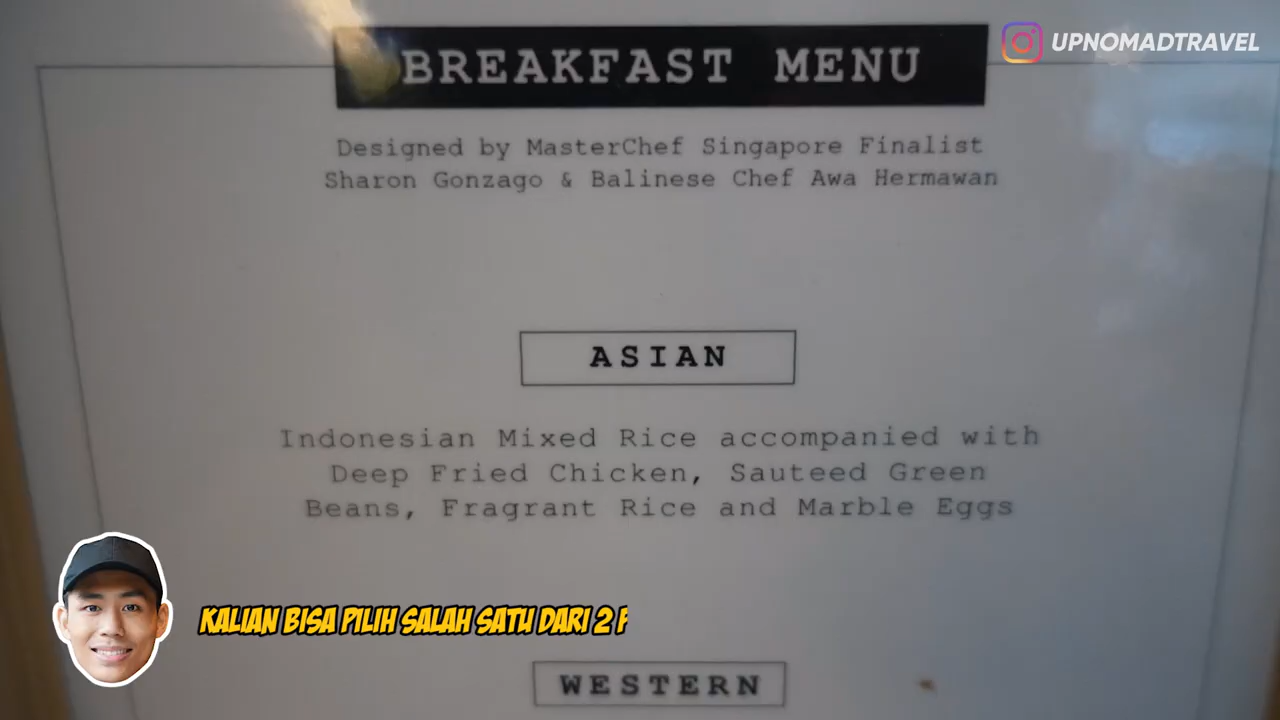 BREAKFAST MENU
UPNOMADTRAVEL
Designed by MasterChef Singapore Finalist
Sharon Gonzago & Balinese Chef Awa Hermawan
ASIAN
Indonesian Mixed Rice accompanied with
Deep Fried Chicken, Sauteed Green
Beans, Fragrant Rice and Marble Eggs
KALIAN BISA PILIH SALAH SATU DARI 2
WESTERN